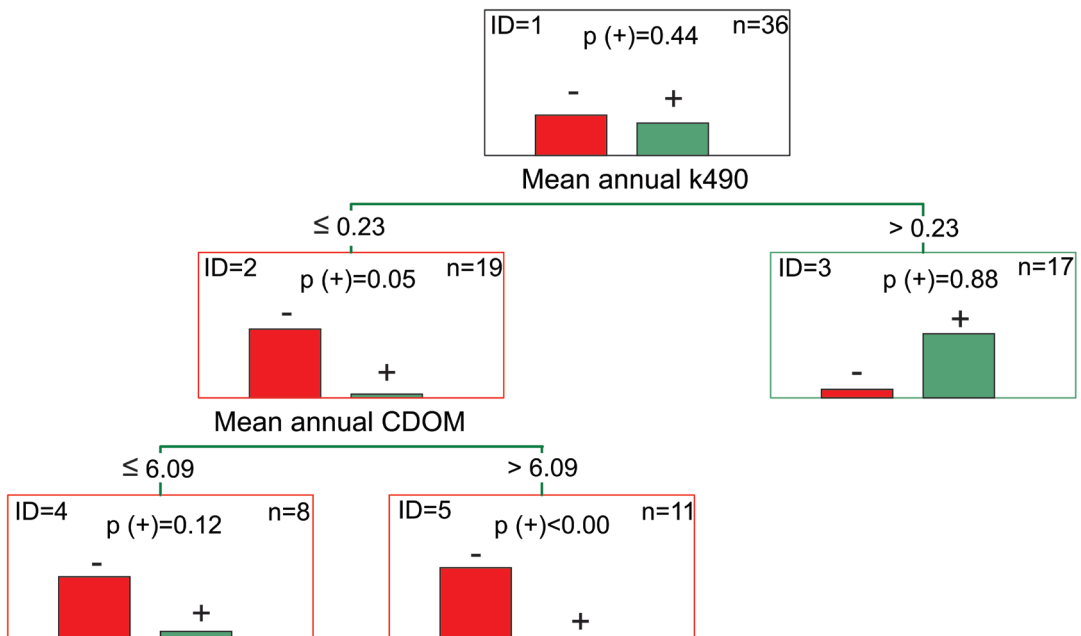 ID=1 p (+)=0.44 n=36
- +
Mean annual k490
≤ 0.23 > 0.23
ID=2 p (+)=0.05 n=19
- +
ID=3 p (+)=0.88 n=17
- +
Mean annual CDOM
≤ 6.09 > 6.09
ID=4 p (+)=0.12 n=8
- +
ID=5 p (+)<0.00 n=11
- +